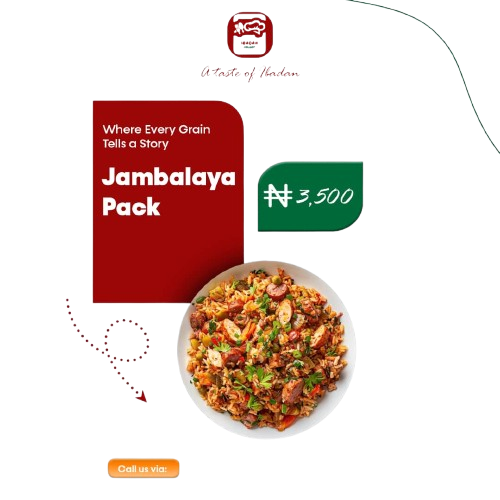 A taste of Ibadan
Where Every Grain
Tells a Story
Jambalaya
Pack
₦ 3,500
Call us via: